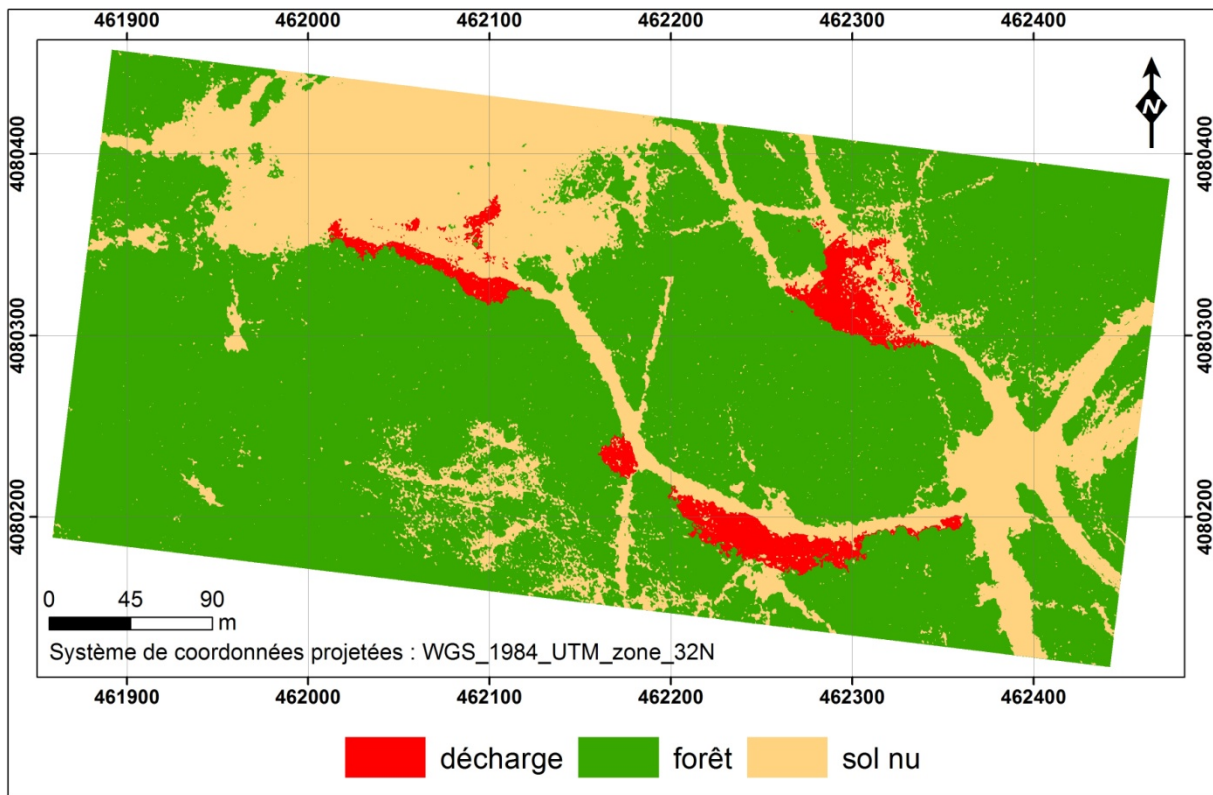 461900 462000 462100 462200 462300 462400
4080400 4080400
N
4080300 4080300
4080200 4080200
0 45 90
m
Système de coordonnées projetées : WGS_1984_UTM_zone_32N
461900 462000 462100 462200 462300 462400
décharge forêt sol nu